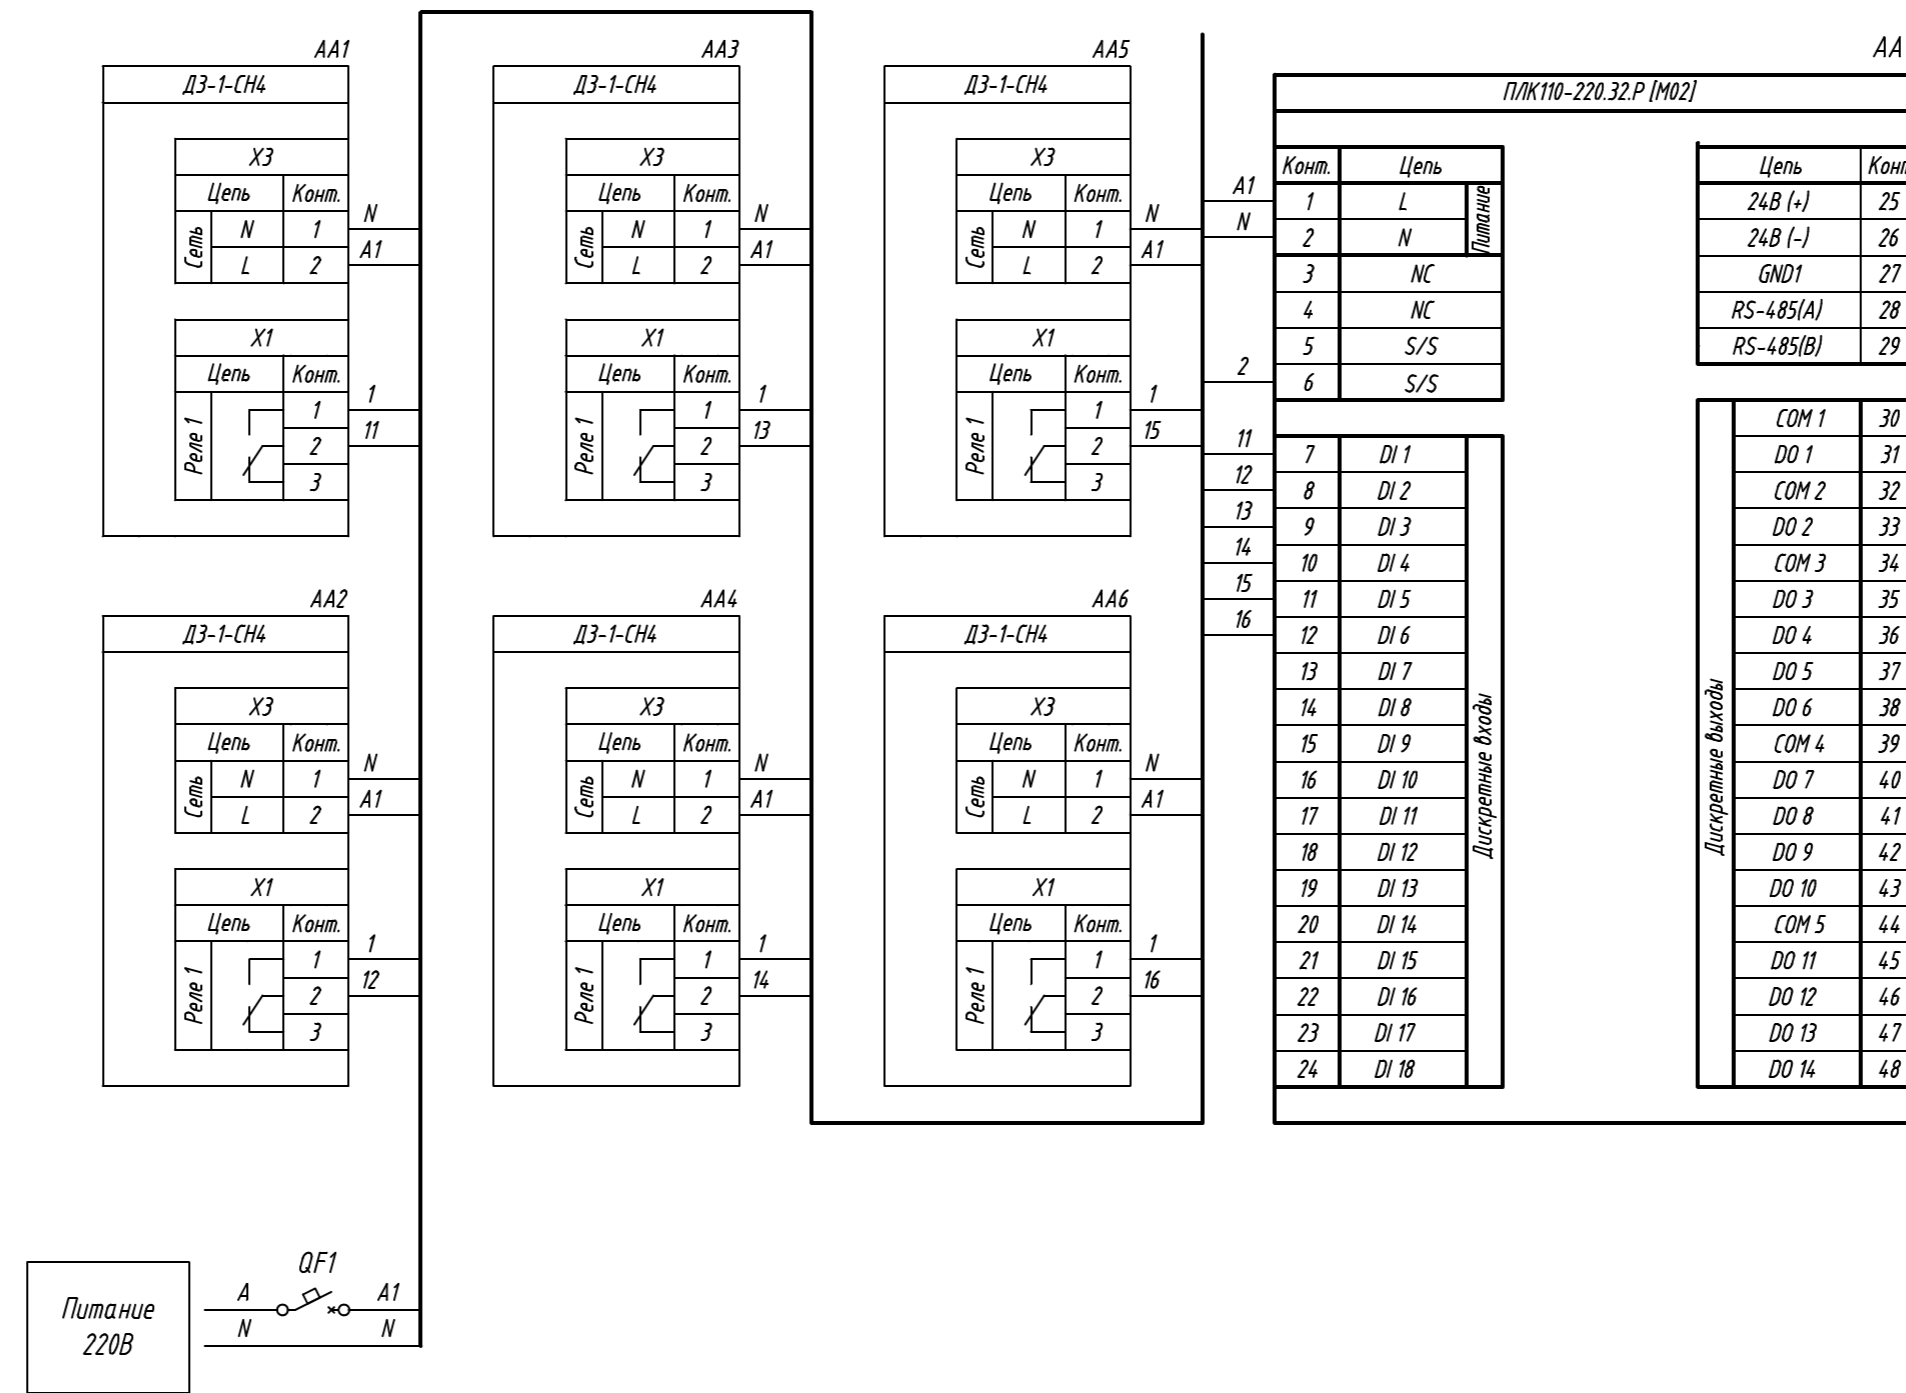 AA1
ДЗ-1-СН4
X3
Цепь Конт.
Сеть
N 1
L 2
N
A1
X1
Цепь Конт.
Реле 1
1
2
3
1
11
AA2
ДЗ-1-СН4
X3
Цепь Конт.
Сеть
N 1
L 2
N
A1
X1
Цепь Конт.
Реле 1
1
2
3
1
12
AA3
ДЗ-1-СН4
X3
Цепь Конт.
Сеть
N 1
L 2
N
A1
X1
Цепь Конт.
Реле 1
1
2
3
1
13
AA4
ДЗ-1-СН4
X3
Цепь Конт.
Сеть
N 1
L 2
N
A1
X1
Цепь Конт.
Реле 1
1
2
3
1
14
AA5
ДЗ-1-СН4
X3
Цепь Конт.
Сеть
N 1
L 2
N
A1
X1
Цепь Конт.
Реле 1
1
2
3
1
15
AA6
ДЗ-1-СН4
X3
Цепь Конт.
Сеть
N 1
L 2
N
A1
X1
Цепь Конт.
Реле 1
1
2
3
1
16
AA
ПЛК110-220.32.Р [М02]
Конт. Цепь
A1 1 L
N 2 N
Питание
3 NC
4 NC
5 S/S
2 6 S/S
11 7 DI 1
12 8 DI 2
13 9 DI 3
14 10 DI 4
15 11 DI 5
16 12 DI 6
13 DI 7
14 DI 8
15 DI 9
16 DI 10
17 DI 11
18 DI 12
19 DI 13
20 DI 14
21 DI 15
22 DI 16
23 DI 17
24 DI 18
Дискретные входы
Цепь Конт
24В (+) 25
24В (-) 26
GND1 27
RS-485(A) 28
RS-485(B) 29
Дискретные выходы
COM 1 30
DO 1 31
COM 2 32
DO 2 33
COM 3 34
DO 3 35
DO 4 36
DO 5 37
DO 6 38
COM 4 39
DO 7 40
DO 8 41
DO 9 42
DO 10 43
COM 5 44
DO 11 45
DO 12 46
DO 13 47
DO 14 48
Питание
220В
QF1
A A1
N N